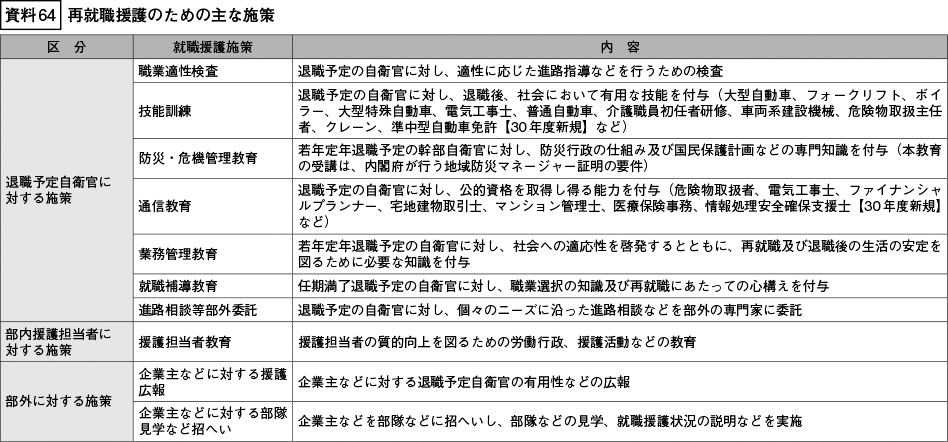 資料64 再就職援護のための主な施策
区 分 就職援護施策 内 容
退職予定自衛官に
対する施策
職業適性検査 退職予定の自衛官に対し、適性に応じた進路指導などを行うための検査
技能訓練
退職予定の自衛官に対し、退職後、社会において有用な技能を付与（大型自動車、フォークリフト、ボイ
ラー、大型特殊自動車、電気工事士、普通自動車、介護職員初任者研修、車両系建設機械、危険物取扱主任
者、クレーン、準中型自動車免許【30年度新規】など）
防災・危機管理教育
若年定年退職予定の幹部自衛官に対し、防災行政の仕組み及び国民保護計画などの専門知識を付与（本教育
の受講は、内閣府が行う地域防災マネージャー証明の要件）
通信教育
退職予定の自衛官に対し、公的資格を取得し得る能力を付与（危険物取扱者、電気工事士、ファイナンシャ
ルプランナー、宅地建物取引士、マンション管理士、医療保険事務、情報処理安全確保支援士【30年度新規】
など）
業務管理教育
若年定年退職予定の自衛官に対し、社会への適応性を啓発するとともに、再就職及び退職後の生活の安定を
図るために必要な知識を付与
就職補導教育 任期満了退職予定の自衛官に対し、職業選択の知識及び再就職にあたっての心構えを付与
進路相談等部外委託 退職予定の自衛官に対し、個々のニーズに沿った進路相談などを部外の専門家に委託
部内援護担当者に
対する施策
援護担当者教育 援護担当者の質的向上を図るための労働行政、援護活動などの教育
部外に対する施策
企業主などに対する援護
広報
企業主などに対する退職予定自衛官の有用性などの広報
企業主などに対する部隊
見学など招へい
企業主などを部隊などに招へいし、部隊などの見学、就職援護状況の説明などを実施